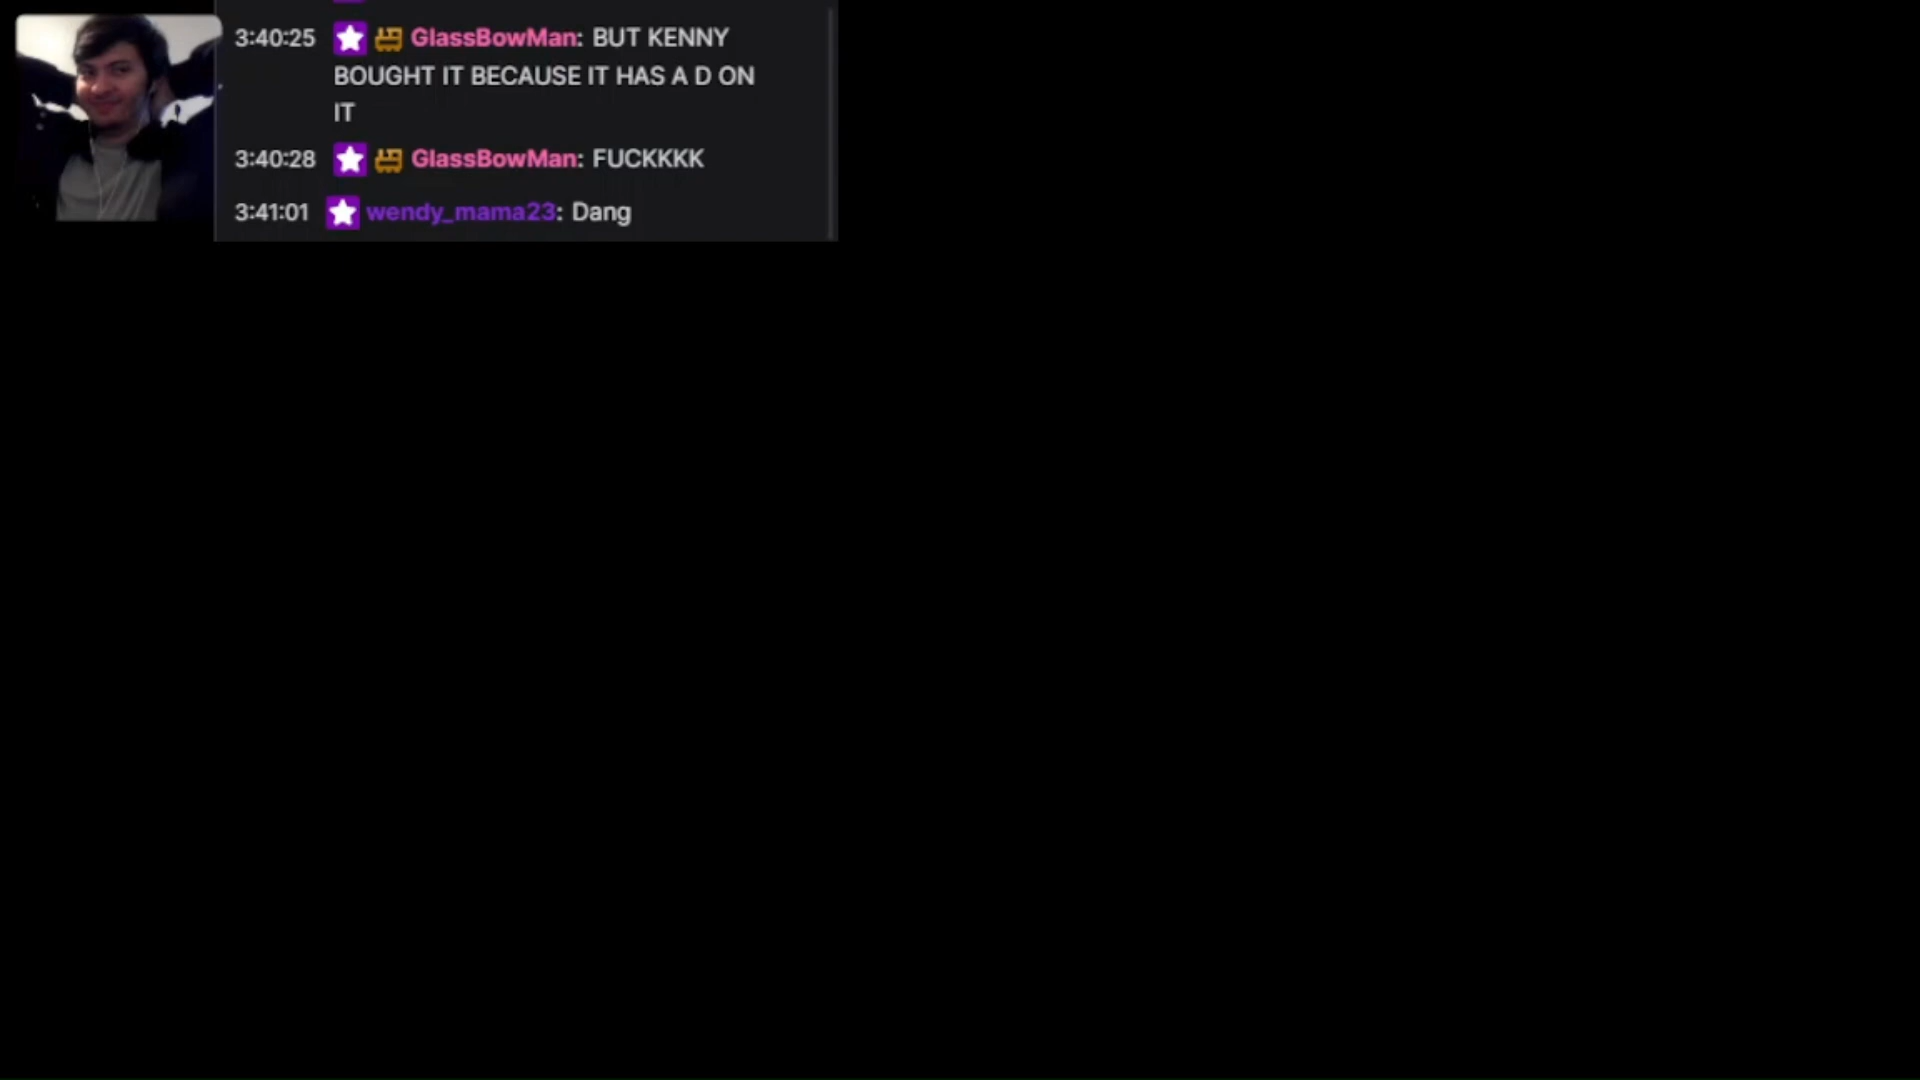 3:40:25 GlassBowMan: BUT KENNY
BOUGHT IT BECAUSE IT HAS A D ON
IT
3:40:28 GlassBowMan: FUCKKKK
3:41:01 wendy_mama23: Dang